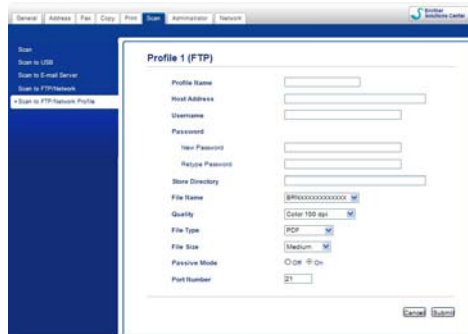 General Address Fax Copy Print Scan Administrator Network
Brother
Solutions Center
Scan
Scan to USB
Scan to E-mail Server
Scan to FTP/Network
Scan to FTP/Network Profile
Profile 1 (FTP)
Profile Name
Host Address
Username
Password
New Password
Retype Password
Store Directory
File Name BRNXXXXXXXXXXXX
Quality Color 100 dpi
File Type PDF
File Size Medium
Passive Mode Off On
Port Number 21
Cancel Submit